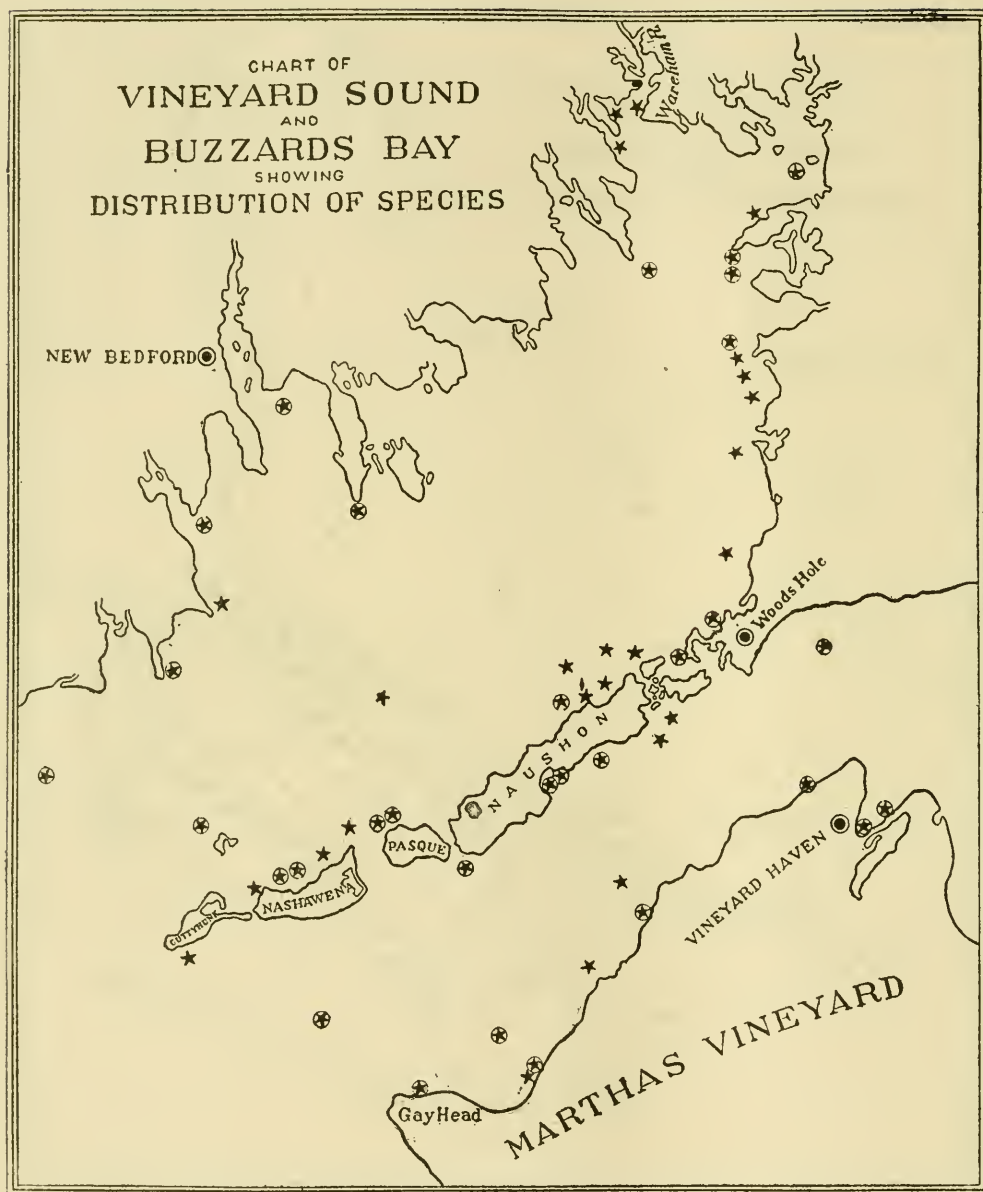 CHART OF
VINEYARD SOUND
AND
BUZZARDS BAY
SHOWING
DISTRIBUTION OF SPECIES
Wareham R.
NEW BEDFORD
Woods Hole
NAUSHON
PASQUE
NASHAWENA
CUTTYHUNK
VINEYARD HAVEN
MARTHAS VINEYARD
Gay Head